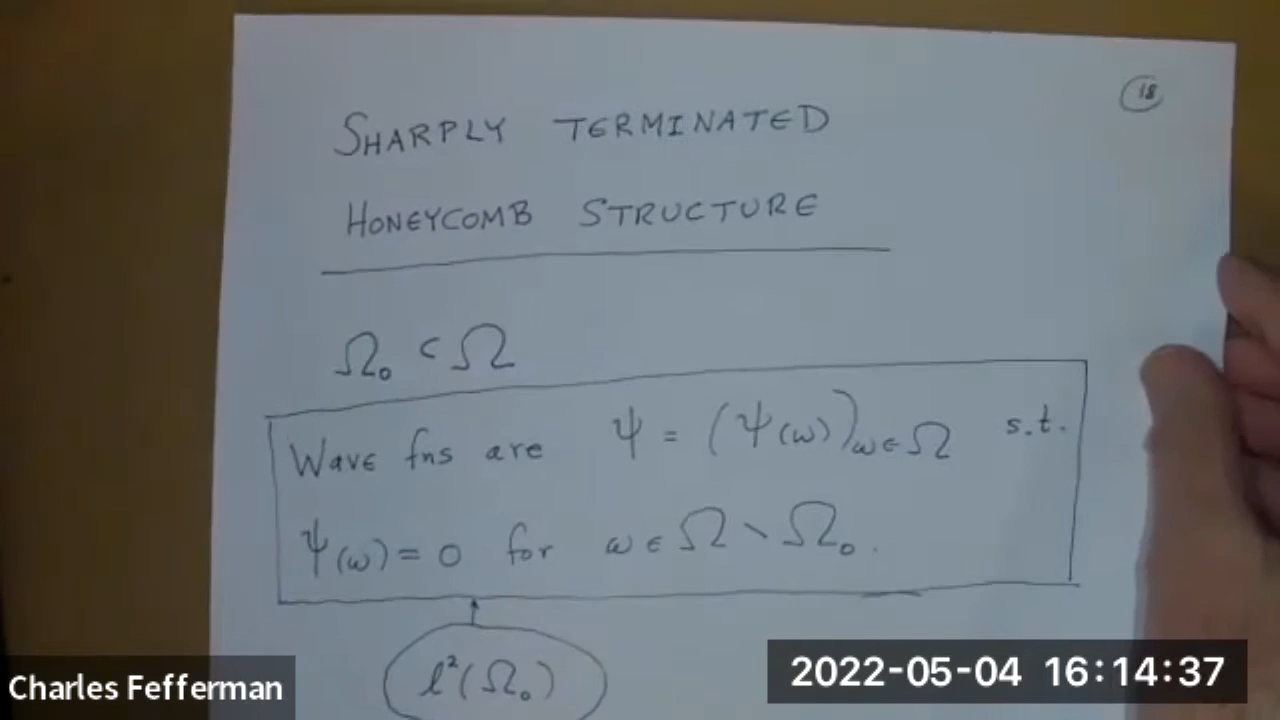 18
SHARPLY TERMINATED
HONEYCOMB STRUCTURE
Ω₀ ⊂ Ω
Wave fns are ψ = (ψ(ω))_{ω∈Ω} s.t.
ψ(ω) = 0 for ω ∈ Ω \ Ω₀.
l²(Ω₀)
Charles Fefferman
2022-05-04 16:14:37